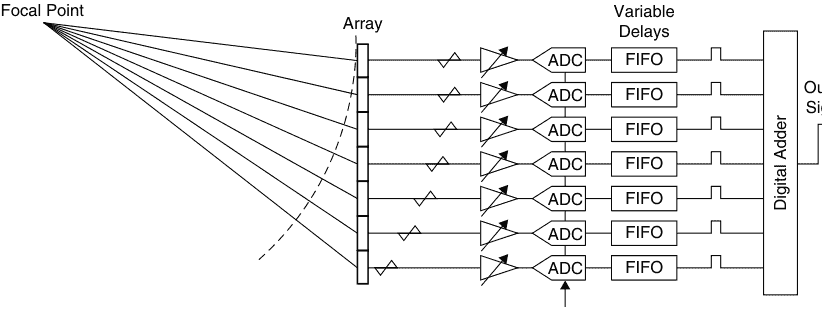 Focal Point
Array
Variable
Delays
ADC
FIFO
ADC
FIFO
ADC
FIFO
ADC
FIFO
ADC
FIFO
ADC
FIFO
ADC
FIFO
Digital Adder